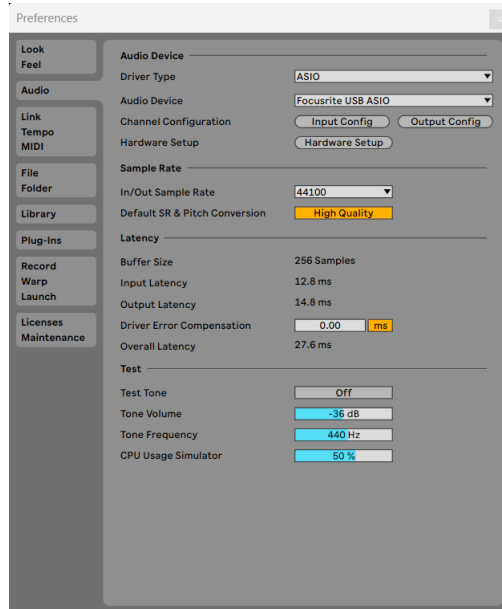 Preferences
Look
Feel
Audio
Link
Tempo
MIDI
File
Folder
Library
Plug-Ins
Record
Warp
Launch
Licenses
Maintenance
Audio Device
Driver Type ASIO
Audio Device Focusrite USB ASIO
Channel Configuration Input Config Output Config
Hardware Setup Hardware Setup
Sample Rate
In/Out Sample Rate 44100
Default SR & Pitch Conversion High Quality
Latency
Buffer Size 256 Samples
Input Latency 12.8 ms
Output Latency 14.8 ms
Driver Error Compensation 0.00 ms
Overall Latency 27.6 ms
Test
Test Tone Off
Tone Volume -36 dB
Tone Frequency 440 Hz
CPU Usage Simulator 50 %